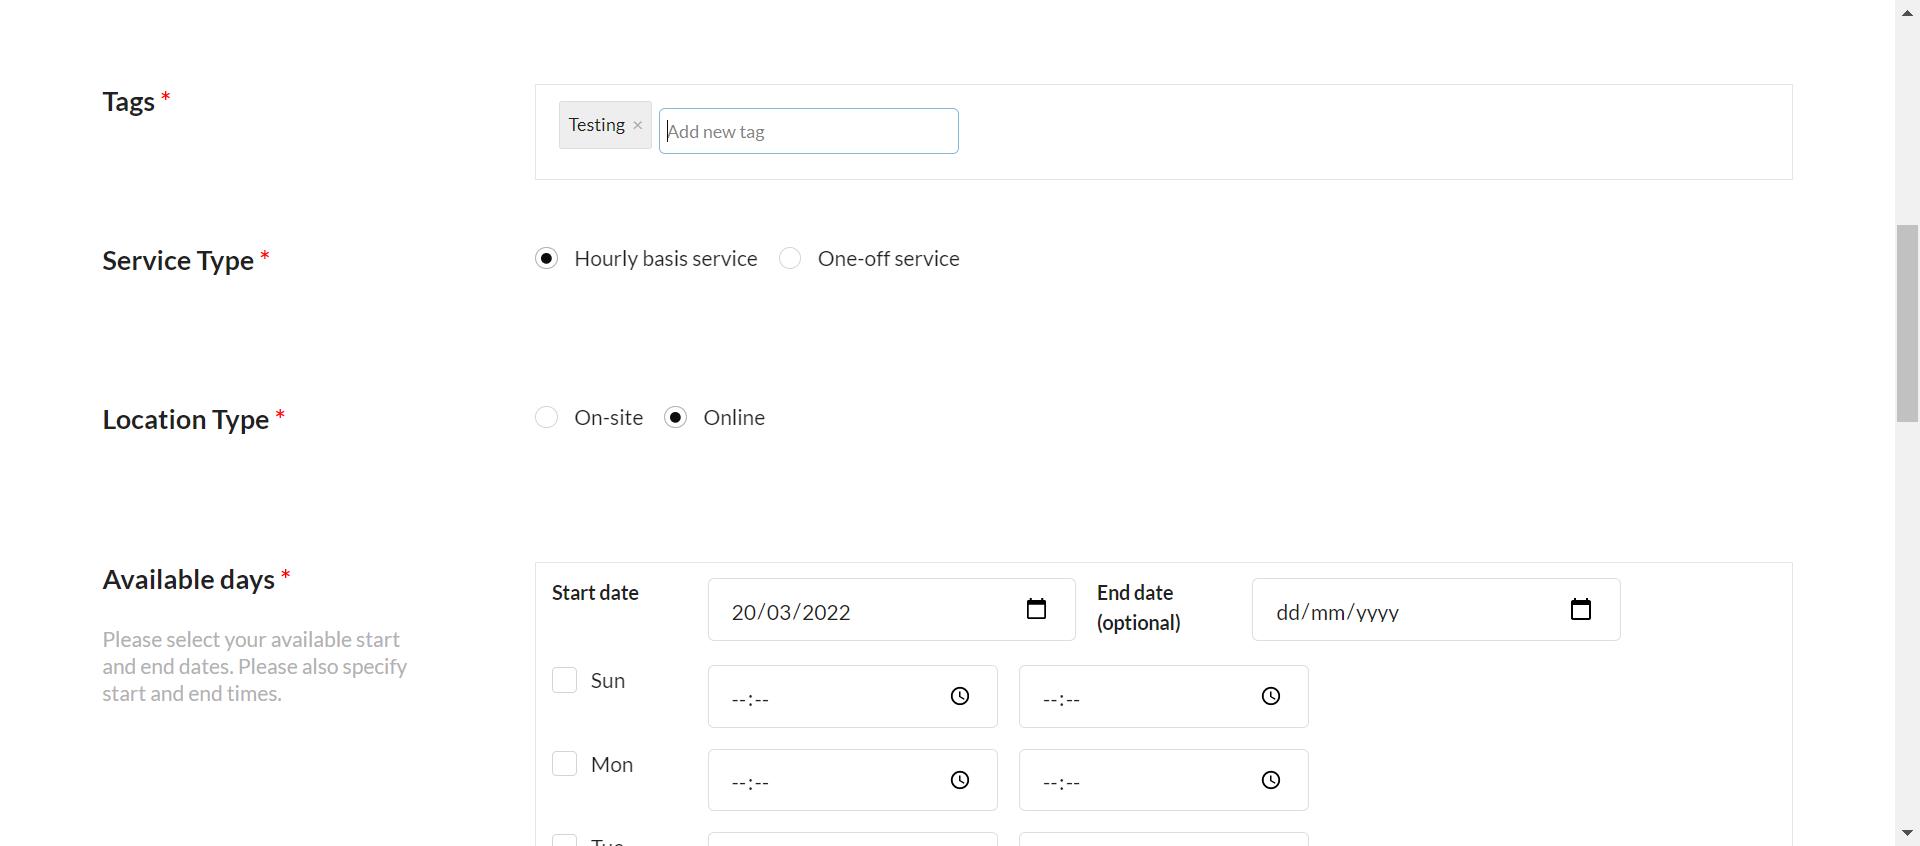 Tags *
Testing ×
Add new tag
Service Type *
Hourly basis service
One-off service
Location Type *
On-site
Online
Available days *
Please select your available start
and end dates. Please also specify
start and end times.
Start date
20/03/2022
End date
(optional)
dd/mm/yyyy
Sun
--:--
--:--
Mon
--:--
--:--
Tue